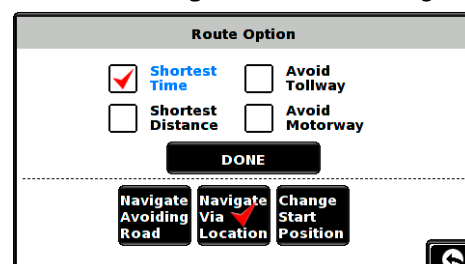 Route Option
Shortest Time
Avoid Tollway
Shortest Distance
Avoid Motorway
DONE
Navigate Avoiding Road
Navigate Via Location
Change Start Position